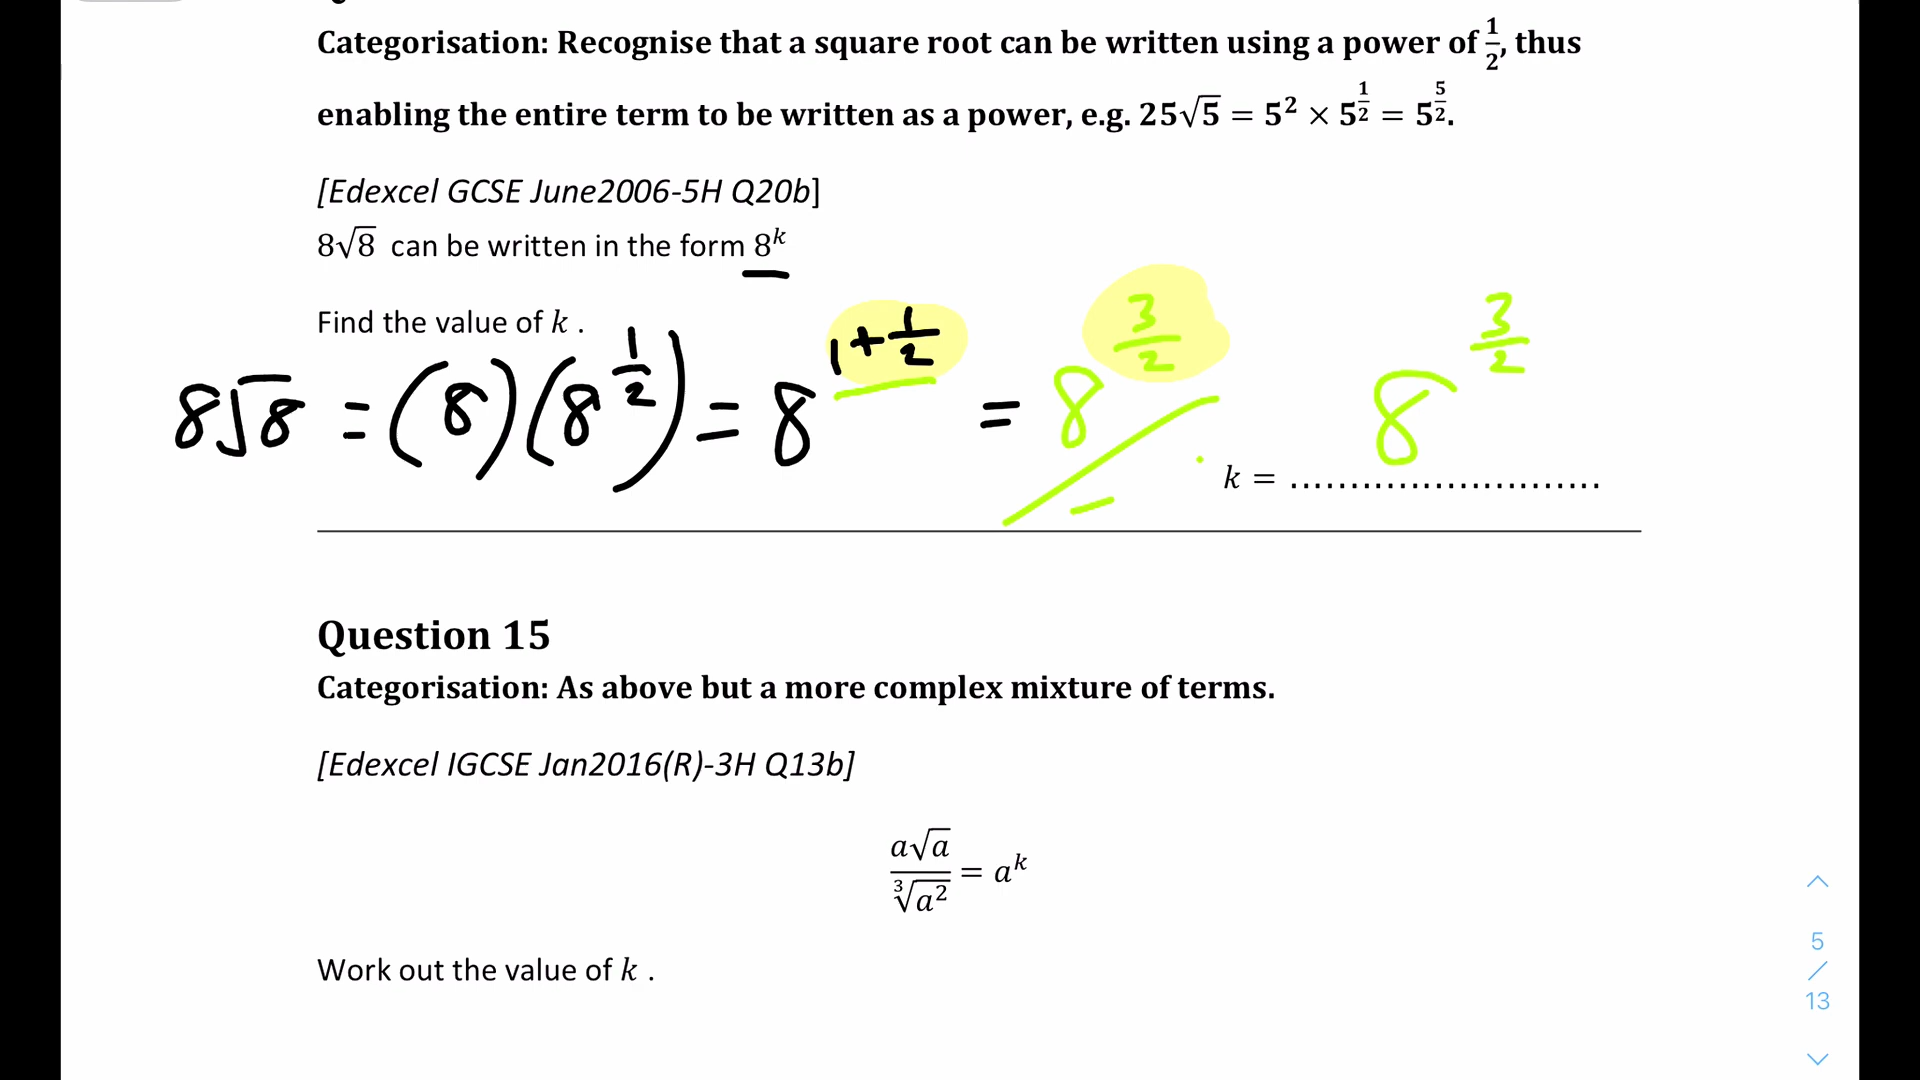 Categorisation: Recognise that a square root can be written using a power of 1/2, thus
enabling the entire term to be written as a power, e.g. 25√5 = 5² × 5^(1/2) = 5^(5/2).
[Edexcel GCSE June2006-5H Q20b]
8√8 can be written in the form 8^k
Find the value of k .
8√8 = (8)(8^(1/2)) = 8^(1+1/2) = 8^(3/2)
k = .......................... 8^(3/2)
Question 15
Categorisation: As above but a more complex mixture of terms.
[Edexcel IGCSE Jan2016(R)-3H Q13b]
a√a / ∛a² = a^k
Work out the value of k .
5
/
13